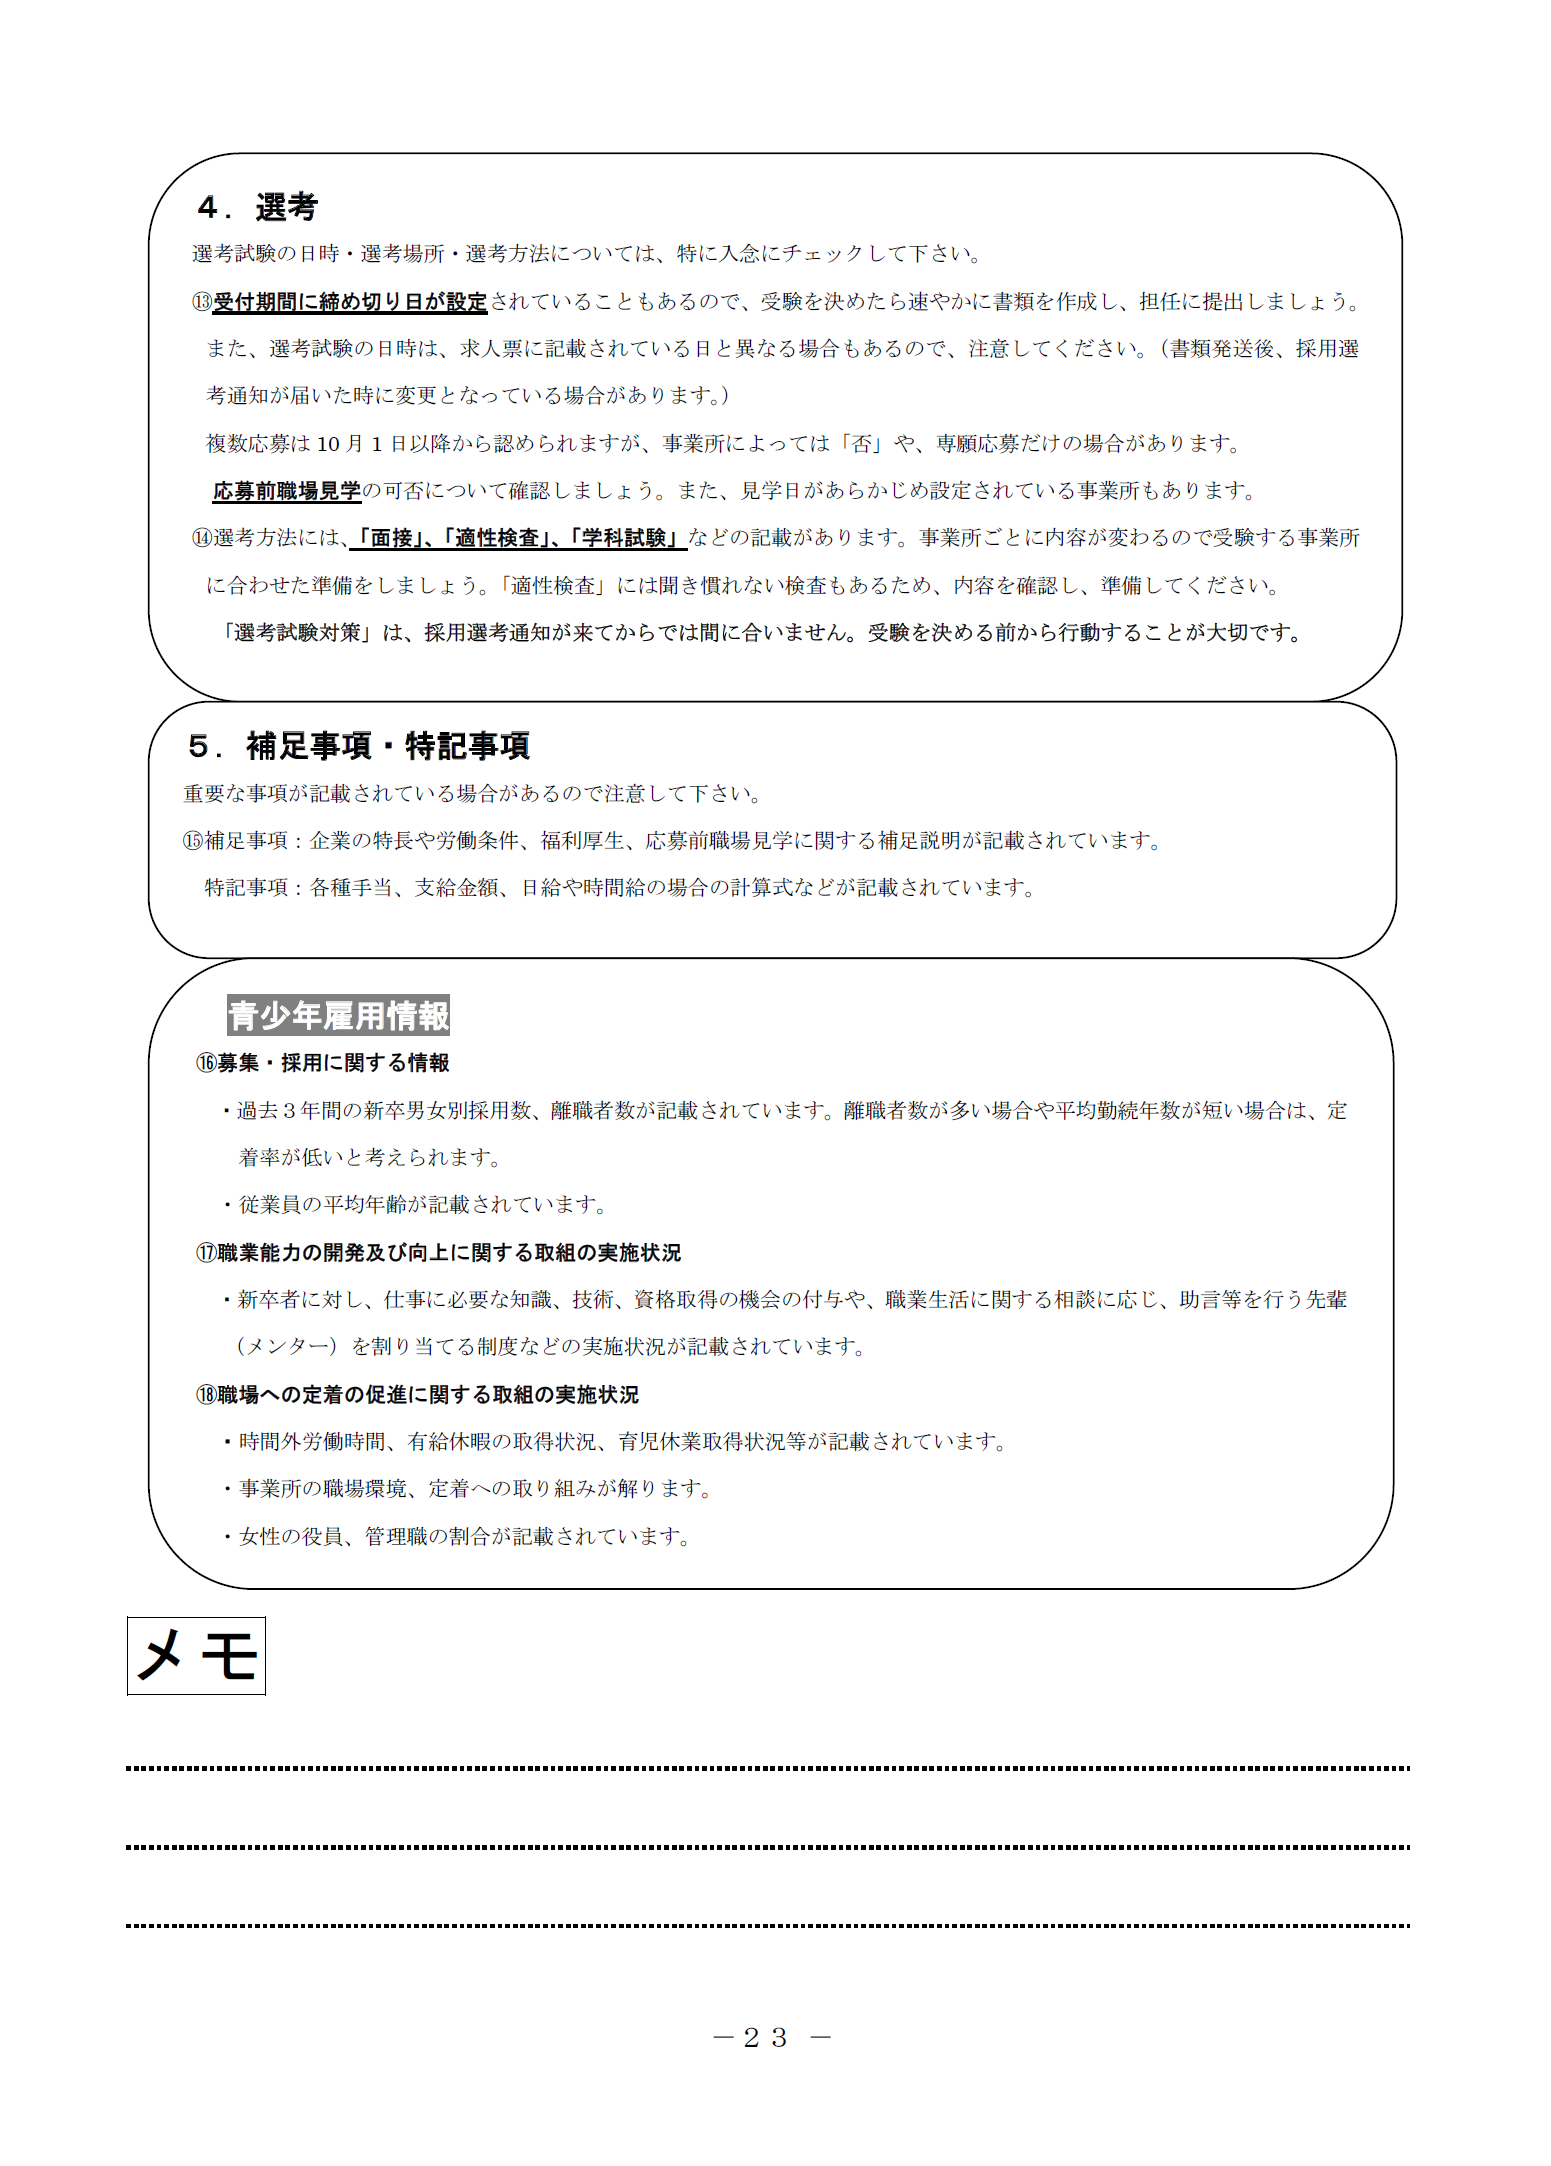 ４．選考
選考試験の日時・選考場所・選考方法については、特に入念にチェックして下さい。
⑬受付期間に締め切り日が設定されていることもあるので、受験を決めたら速やかに書類を作成し、担任に提出しましょう。
また、選考試験の日時は、求人票に記載されている日と異なる場合もあるので、注意してください。（書類発送後、採用選
考通知が届いた時に変更となっている場合があります。）
複数応募は 10 月 1 日以降から認められますが、事業所によっては「否」や、専願応募だけの場合があります。
応募前職場見学の可否について確認しましょう。また、見学日があらかじめ設定されている事業所もあります。
⑭選考方法には、「面接」、「適性検査」、「学科試験」などの記載があります。事業所ごとに内容が変わるので受験する事業所
に合わせた準備をしましょう。「適性検査」には聞き慣れない検査もあるため、内容を確認し、準備してください。
「選考試験対策」は、採用選考通知が来てからでは間に合いません。受験を決める前から行動することが大切です。
５．補足事項・特記事項
重要な事項が記載されている場合があるので注意して下さい。
⑮補足事項：企業の特長や労働条件、福利厚生、応募前職場見学に関する補足説明が記載されています。
特記事項：各種手当、支給金額、日給や時間給の場合の計算式などが記載されています。
青少年雇用情報
⑯募集・採用に関する情報
・過去３年間の新卒男女別採用数、離職者数が記載されています。離職者数が多い場合や平均勤続年数が短い場合は、定
着率が低いと考えられます。
・従業員の平均年齢が記載されています。
⑰職業能力の開発及び向上に関する取組の実施状況
・新卒者に対し、仕事に必要な知識、技術、資格取得の機会の付与や、職業生活に関する相談に応じ、助言等を行う先輩
（メンター）を割り当てる制度などの実施状況が記載されています。
⑱職場への定着の促進に関する取組の実施状況
・時間外労働時間、有給休暇の取得状況、育児休業取得状況等が記載されています。
・事業所の職場環境、定着への取り組みが解ります。
・女性の役員、管理職の割合が記載されています。
メモ
－２３ －